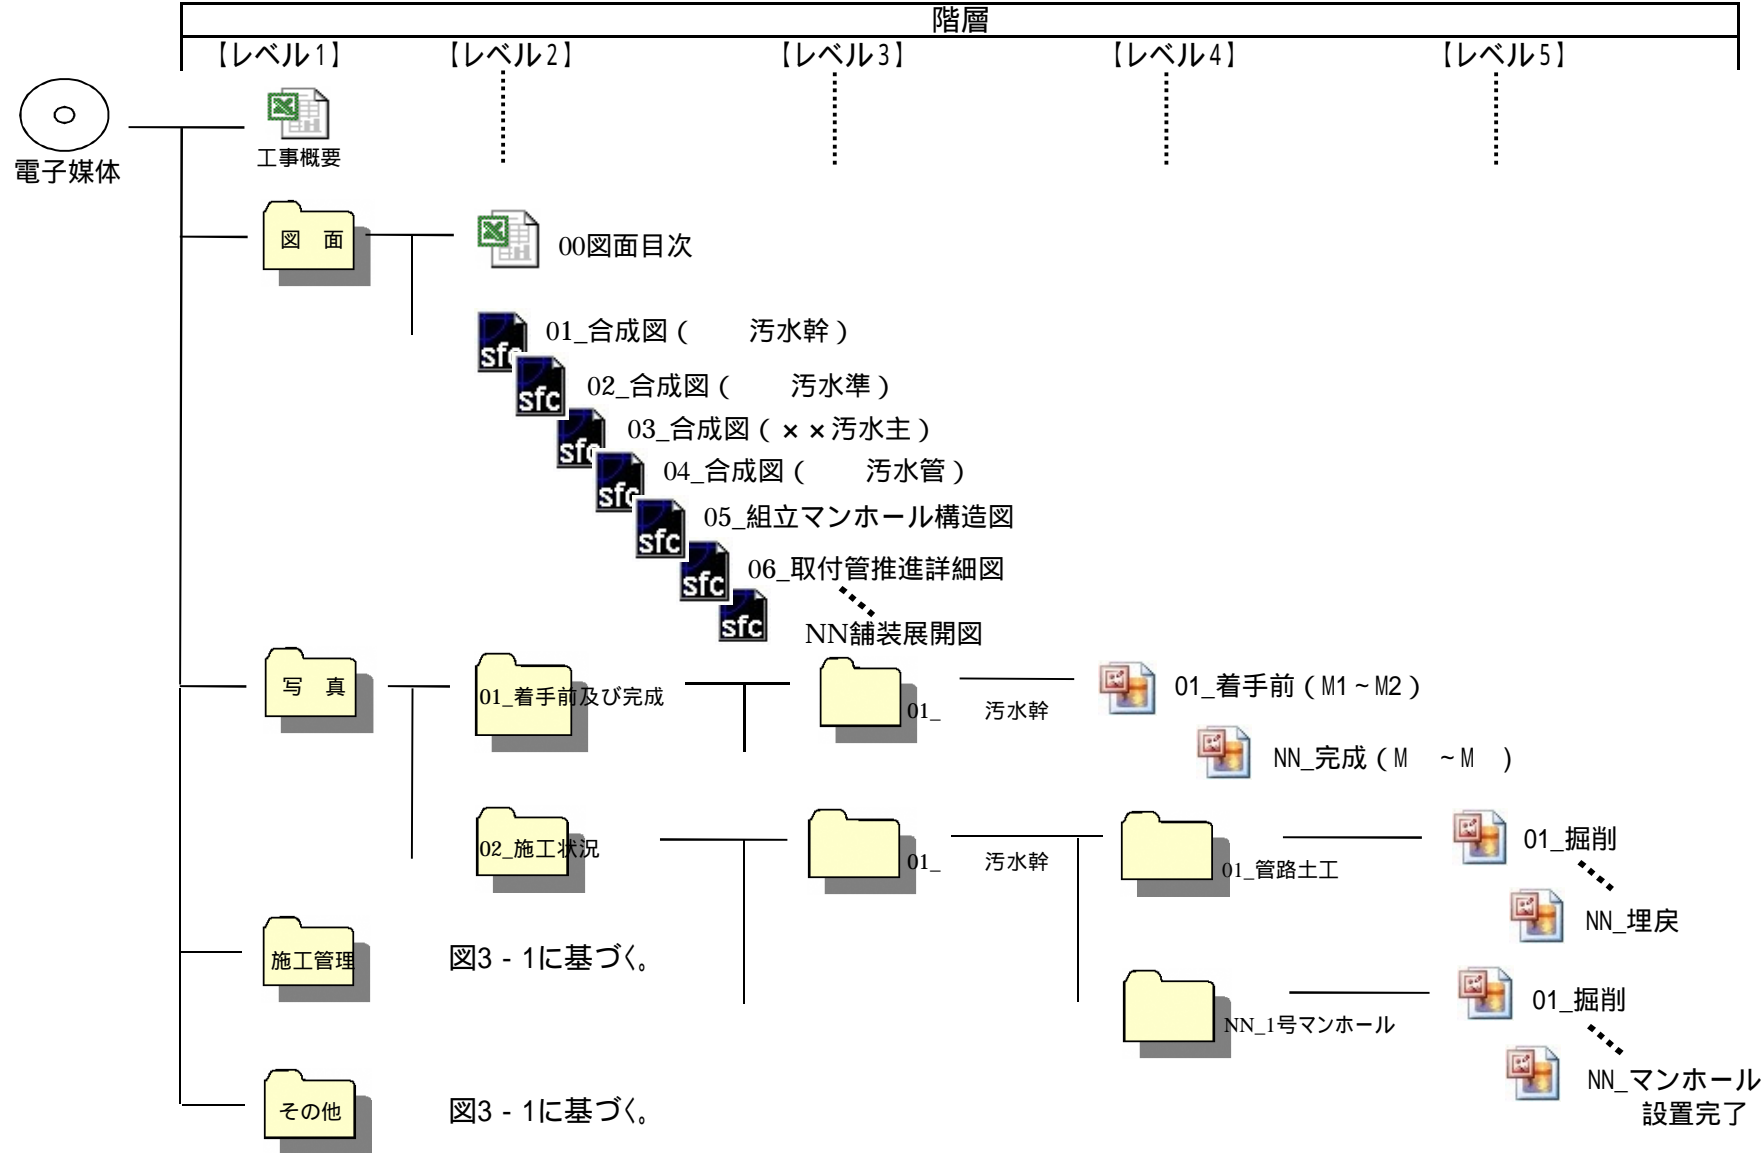 階層
【レベル1】 【レベル2】 【レベル3】 【レベル4】 【レベル5】
電子媒体
工事概要
図　面
00図面目次
01_合成図（　　汚水幹）
sfc
02_合成図（　　汚水準）
sfc
03_合成図（××汚水主）
sfc
04_合成図（　　汚水管）
sfc
05_組立マンホール構造図
sfc
06_取付管推進詳細図
sfc
NN舗装展開図
sfc
写　真
01_着手前及び完成
01_　　汚水幹
01_着手前（M1～M2）
NN_完成（M　～M　）
02_施工状況
01_　　汚水幹
01_管路土工
01_掘削
NN_埋戻
NN_1号マンホール
01_掘削
NN_マンホール
設置完了
施工管理
図3‐1に基づく。
その他
図3‐1に基づく。